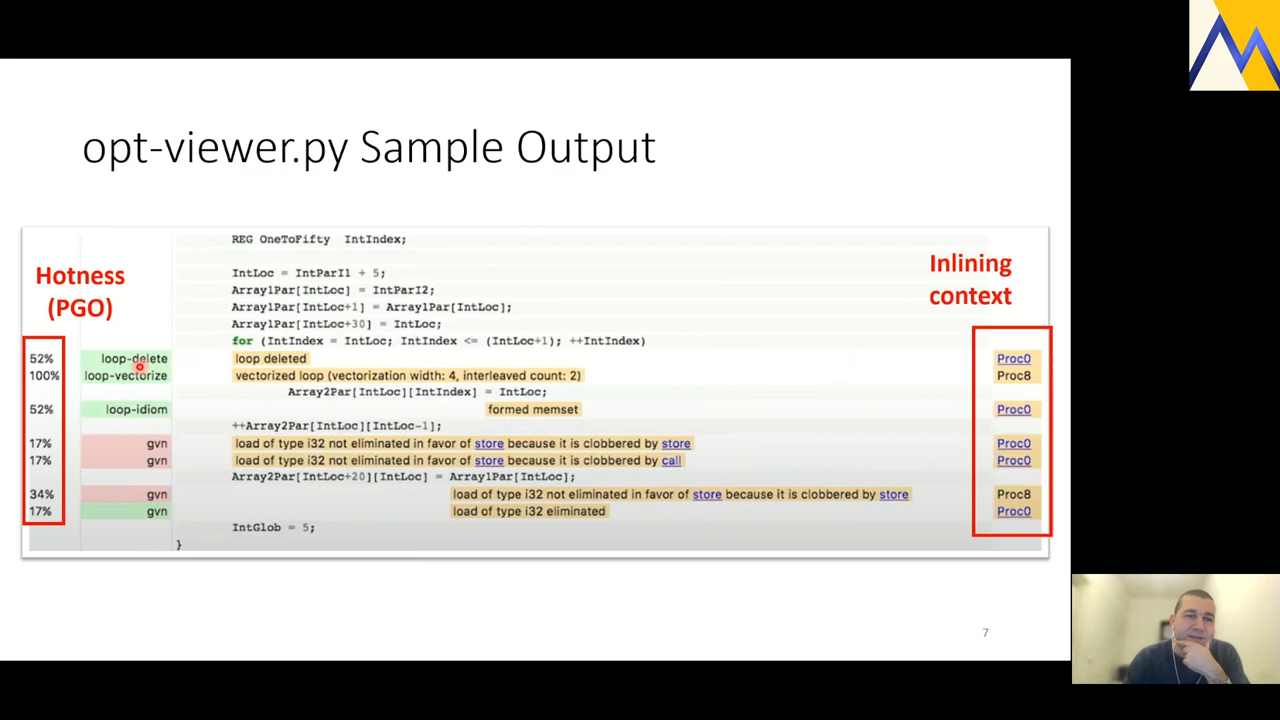 opt-viewer.py Sample Output
Hotness
(PGO)
Inlining
context
REG OneToFifty IntIndex;
IntLoc = IntParI1 + 5;
Array1Par[IntLoc] = IntParI2;
Array1Par[IntLoc+1] = Array1Par[IntLoc];
Array1Par[IntLoc+30] = IntLoc;
for (IntIndex = IntLoc; IntIndex <= (IntLoc+1); ++IntIndex)
52% loop-delete loop deleted Proc0
100% loop-vectorize vectorized loop (vectorization width: 4, interleaved count: 2) Proc8
Array2Par[IntLoc][IntIndex] = IntLoc;
52% loop-idiom formed memset Proc0
++Array2Par[IntLoc][IntLoc-1];
17% gvn load of type i32 not eliminated in favor of store because it is clobbered by store Proc0
17% gvn load of type i32 not eliminated in favor of store because it is clobbered by call Proc0
Array2Par[IntLoc+20][IntLoc] = Array1Par[IntLoc];
34% gvn load of type i32 not eliminated in favor of store because it is clobbered by store Proc8
17% gvn load of type i32 eliminated Proc0
IntGlob = 5;
}
7